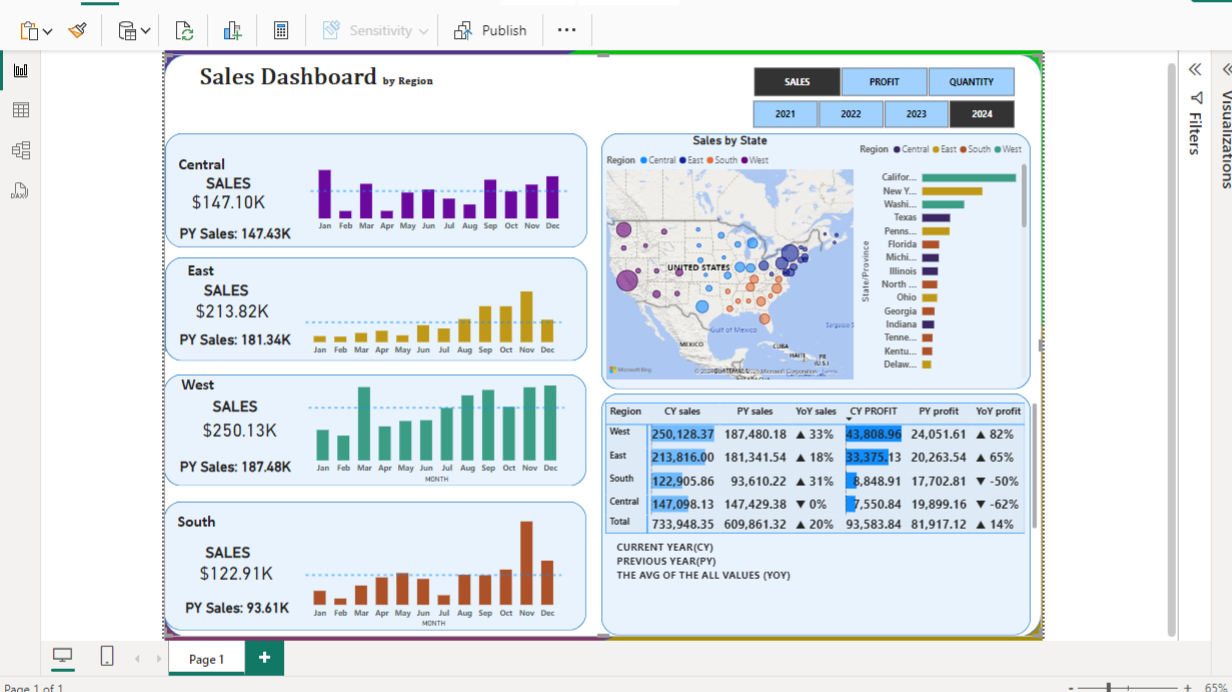 Sensitivity
Publish
Sales Dashboard by Region
SALES PROFIT QUANTITY
2021 2022 2023 2024
Central
SALES
$147.10K
PY Sales: 147.43K
Jan Feb Mar Apr May Jun Jul Aug Sep Oct Nov Dec
East
SALES
$213.82K
PY Sales: 181.34K
Jan Feb Mar Apr May Jun Jul Aug Sep Oct Nov Dec
West
SALES
$250.13K
PY Sales: 187.48K
Jan Feb Mar Apr May Jun Jul Aug Sep Oct Nov Dec
MONTH
South
SALES
$122.91K
PY Sales: 93.61K
Jan Feb Mar Apr May Jun Jul Aug Sep Oct Nov Dec
MONTH
Sales by State
Region Central East South West
UNITED STATES
Gulf of Mexico
MEXICO
CUBA
HAITI
PR
(U.S.)
Microsoft Bing
Region Central East South West
State/Province
Califor...
New Y...
Washi...
Texas
Penns...
Florida
Michi...
Illinois
North ...
Ohio
Georgia
Indiana
Tenne...
Kentu...
Delaw...
Region CY sales PY sales YoY sales CY PROFIT PY profit YoY profit
West 250,128.37 187,480.18 ▲ 33% 43,808.96 24,051.61 ▲ 82%
East 213,816.00 181,341.54 ▲ 18% 33,375.13 20,263.54 ▲ 65%
South 122,905.86 93,610.22 ▲ 31% 8,848.91 17,702.81 ▼ -50%
Central 147,098.13 147,429.38 ▼ 0% 7,550.84 19,899.16 ▼ -62%
Total 733,948.35 609,861.32 ▲ 20% 93,583.84 81,917.12 ▲ 14%
CURRENT YEAR(CY)
PREVIOUS YEAR(PY)
THE AVG OF THE ALL VALUES (YOY)
Filters
Visualizations
DAX
Page 1
Page 1 of 1
65%